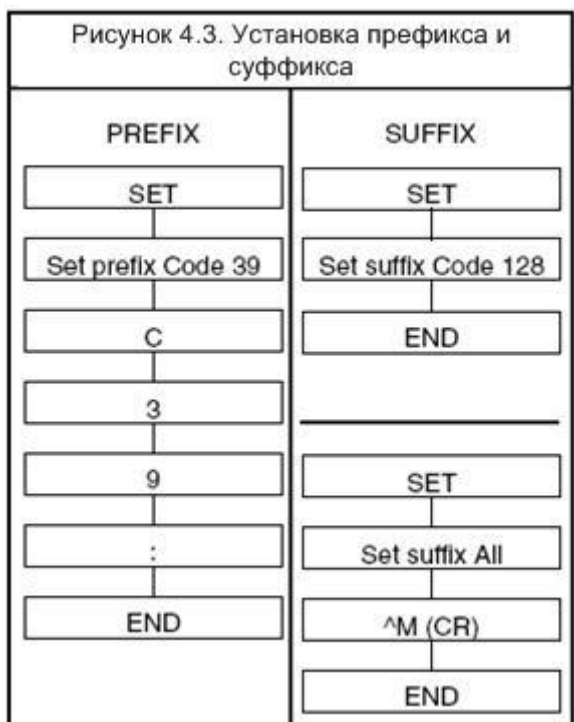 Рисунок 4.3. Установка префикса и
суффикса
PREFIX
SET
Set prefix Code 39
C
3
9
:
END
SUFFIX
SET
Set suffix Code 128
END
SET
Set suffix All
^M (CR)
END